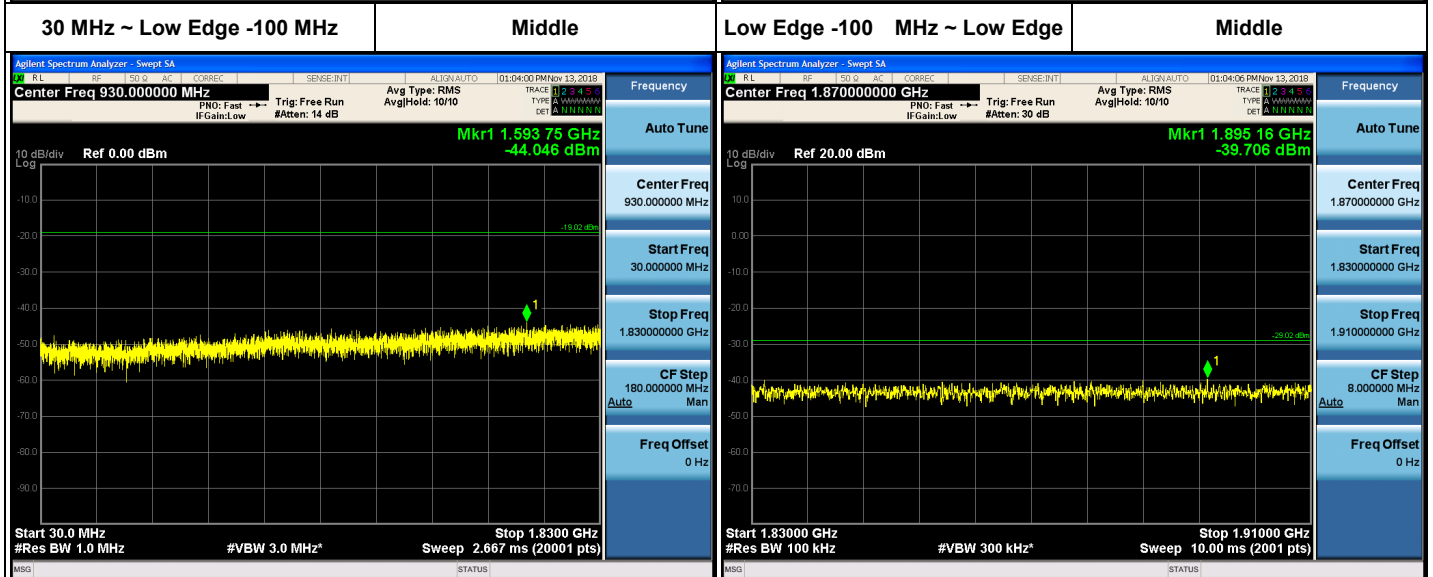 30 MHz ~ Low Edge -100 MHz Middle Low Edge -100 MHz ~ Low Edge Middle
Agilent Spectrum Analyzer - Swept SA
LXI RL RF 50 Ω AC CORREC SENSE:INT ALIGNAUTO 01:04:00 PM Nov 13, 2018
Center Freq 930.000000 MHz
PNO: Fast
IFGain:Low
Trig: Free Run
#Atten: 14 dB
Avg Type: RMS
Avg|Hold: 10/10
TRACE 1 2 3 4 5 6
TYPE A WWWWW
DET A N N N N N
Mkr1 1.593 75 GHz
-44.046 dBm
10 dB/div Ref 0.00 dBm
Log
-10.0
-19.02 dBm
-20.0
-30.0
-40.0
1
-50.0
-60.0
-70.0
-80.0
-90.0
Start 30.0 MHz Stop 1.8300 GHz
#Res BW 1.0 MHz #VBW 3.0 MHz* Sweep 2.667 ms (20001 pts)
MSG STATUS
Frequency
Auto Tune
Center Freq
930.000000 MHz
Start Freq
30.000000 MHz
Stop Freq
1.830000000 GHz
CF Step
180.000000 MHz
Auto Man
Freq Offset
0 Hz
Agilent Spectrum Analyzer - Swept SA
LXI RL RF 50 Ω AC CORREC SENSE:INT ALIGNAUTO 01:04:06 PM Nov 13, 2018
Center Freq 1.870000000 GHz
PNO: Fast
IFGain:Low
Trig: Free Run
#Atten: 30 dB
Avg Type: RMS
Avg|Hold: 10/10
TRACE 1 2 3 4 5 6
TYPE A WWWWW
DET A N N N N N
Mkr1 1.895 16 GHz
-39.706 dBm
10 dB/div Ref 20.00 dBm
Log
10.0
0.00
-10.0
-20.0
-29.02 dBm
-30.0
1
-40.0
-50.0
-60.0
-70.0
Start 1.83000 GHz Stop 1.91000 GHz
#Res BW 100 kHz #VBW 300 kHz* Sweep 10.00 ms (2001 pts)
MSG STATUS
Frequency
Auto Tune
Center Freq
1.870000000 GHz
Start Freq
1.830000000 GHz
Stop Freq
1.910000000 GHz
CF Step
8.000000 MHz
Auto Man
Freq Offset
0 Hz